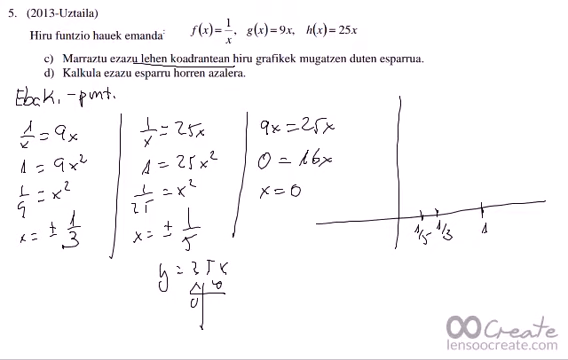 5. (2013-Uztaila)
Hiru funtzio hauek emanda: f(x)=1/x, g(x)=9x, h(x)=25x
c) Marraztu ezazu lehen koadrantean hiru grafikek mugatzen duten esparrua.
d) Kalkula ezazu esparru horren azalera.
Ebak.-punt.
1/x = 9x
1 = 9x²
1/9 = x²
x = ± 1/3
1/x = 25x
1 = 25x²
1/25 = x²
x = ± 1/5
9x = 25x
0 = 16x
x = 0
1/5 1/3 1
y = 25x
0
∞Create
lensoocreate.com